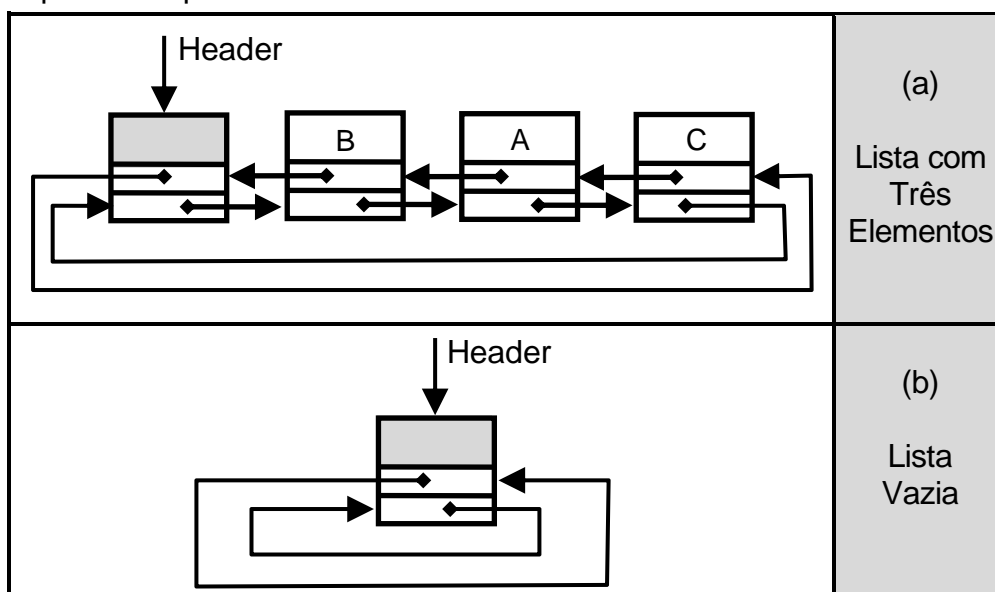 Header
B
A
C
(a)
Lista com
Três
Elementos
Header
(b)
Lista
Vazia